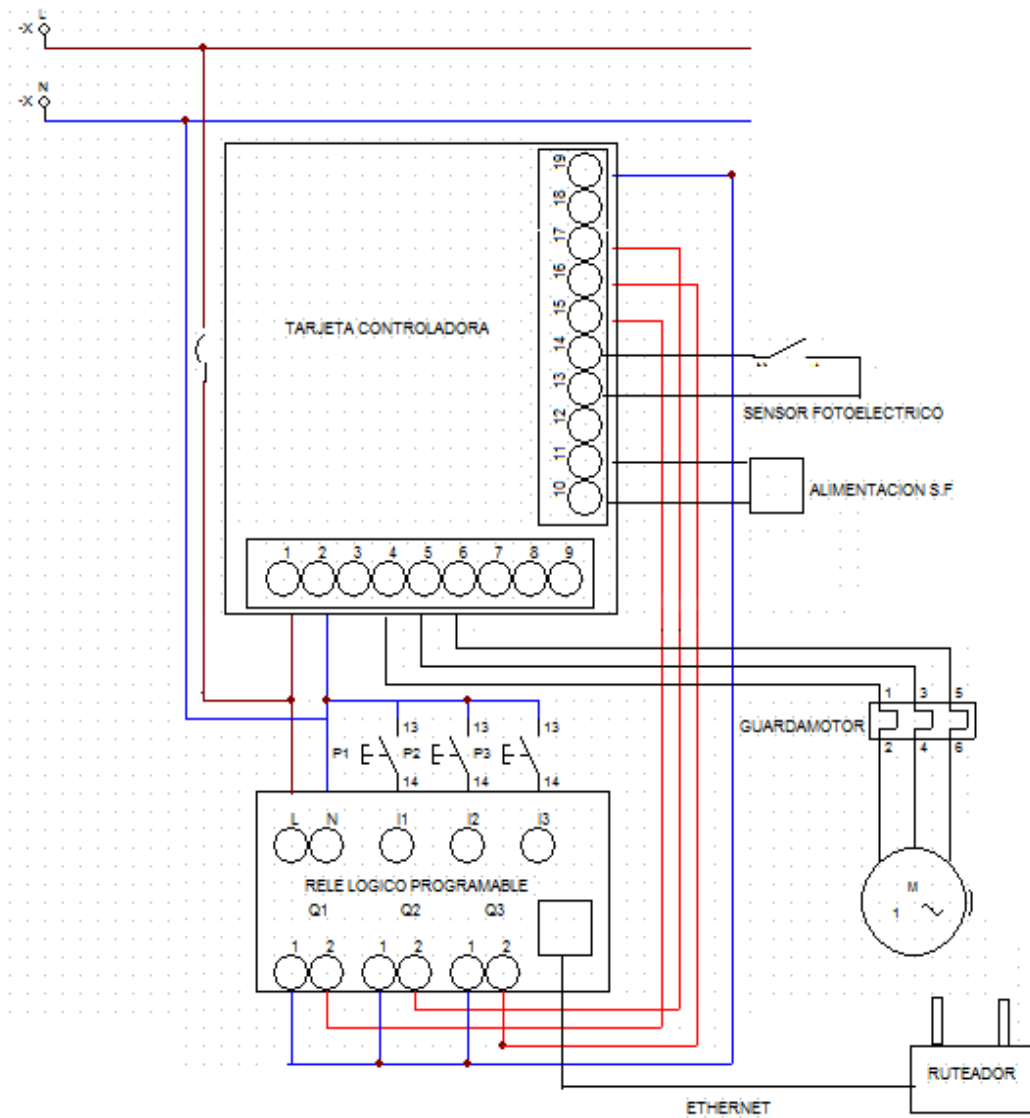 L
-X
N
-X
19
18
17
16
15
14
13
12
11
10
TARJETA CONTROLADORA
SENSOR FOTOELECTRICO
ALIMENTACION S.F
1 2 3 4 5 6 7 8 9
1 3 5
GUARDAMOTOR
2 4 6
13 13 13
P1 P2 P3
14 14 14
L N I1 I2 I3
RELE LOGICO PROGRAMABLE
Q1 Q2 Q3
1 2 1 2 1 2
M
1
RUTEADOR
ETHERNET